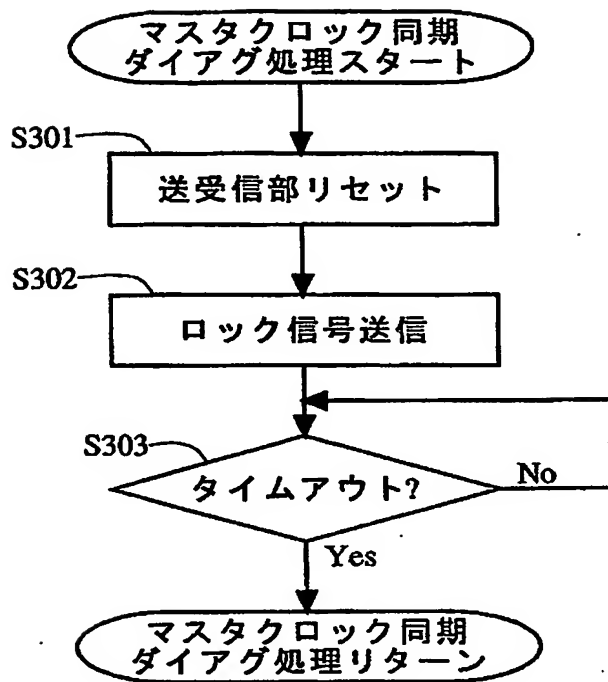 マスタクロック同期
ダイアグ処理スタート
S301
送受信部リセット
S302
ロック信号送信
S303
タイムアウト?
No
Yes
マスタクロック同期
ダイアグ処理リターン